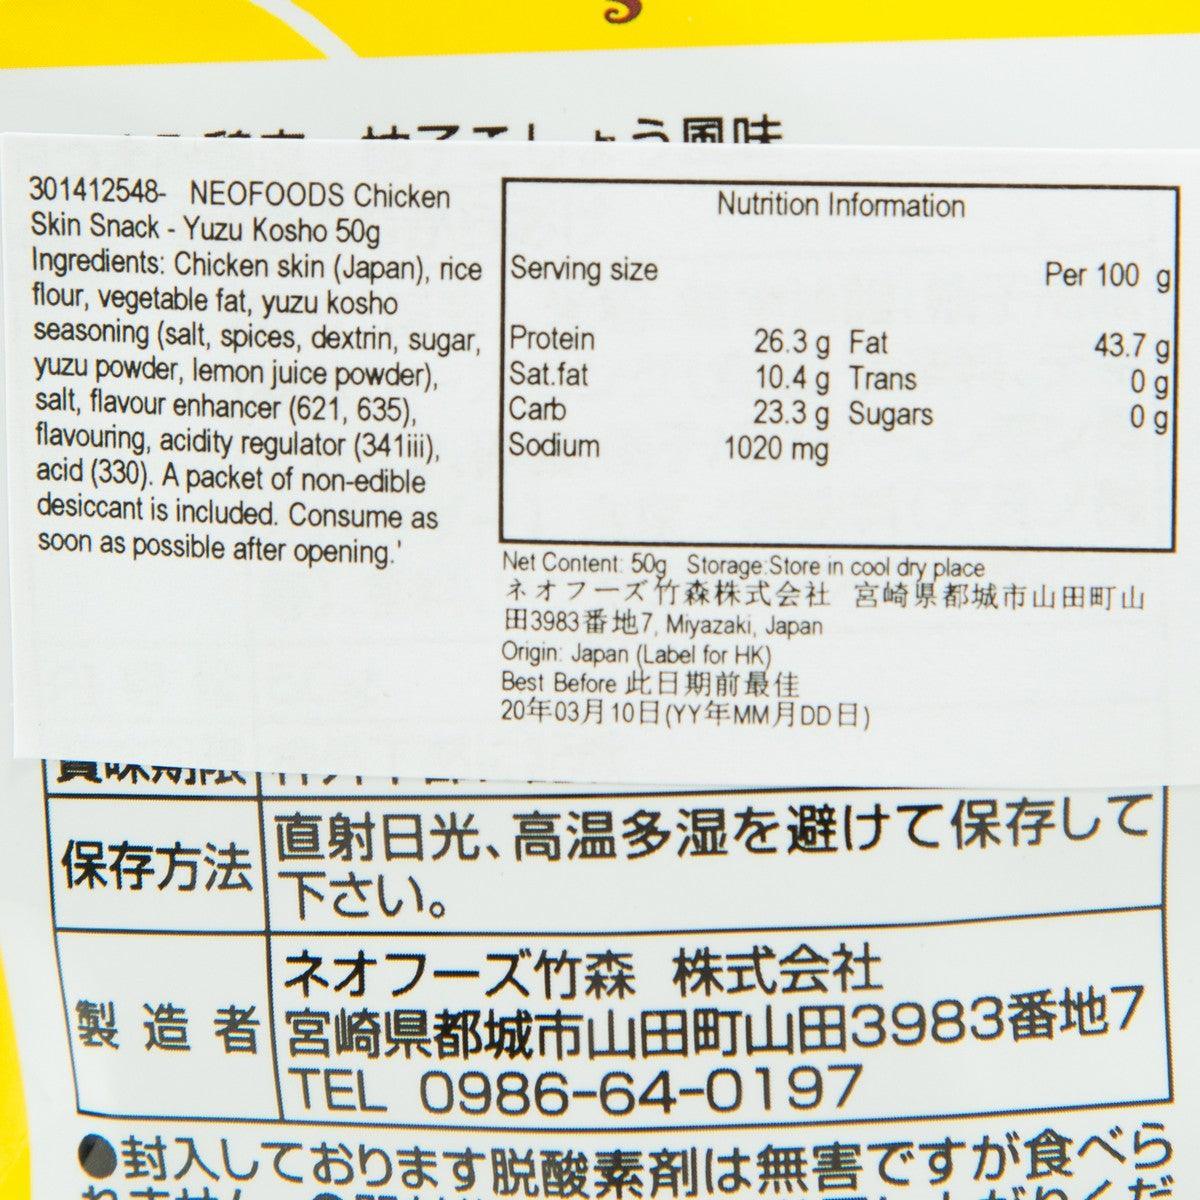 う風味
301412548- NEOFOODS Chicken
Skin Snack - Yuzu Kosho 50g
Ingredients: Chicken skin (Japan), rice
flour, vegetable fat, yuzu kosho
seasoning (salt, spices, dextrin, sugar,
yuzu powder, lemon juice powder),
salt, flavour enhancer (621, 635),
flavouring, acidity regulator (341iii),
acid (330). A packet of non-edible
desiccant is included. Consume as
soon as possible after opening.'
Nutrition Information
Serving size Per 100 g
Protein 26.3 g Fat 43.7 g
Sat.fat 10.4 g Trans 0 g
Carb 23.3 g Sugars 0 g
Sodium 1020 mg
Net Content: 50g Storage:Store in cool dry place
ネオフーズ竹森株式会社 宮崎県都城市山田町山
田3983番地7, Miyazaki, Japan
Origin: Japan (Label for HK)
Best Before 此日期前最佳
20年03月10日(YY年MM月DD日)
賞味期限
保存方法 直射日光、高温多湿を避けて保存して
下さい。
製造者 ネオフーズ竹森 株式会社
宮崎県都城市山田町山田3983番地7
TEL 0986-64-0197
●封入しております脱酸素剤は無害ですが食べら